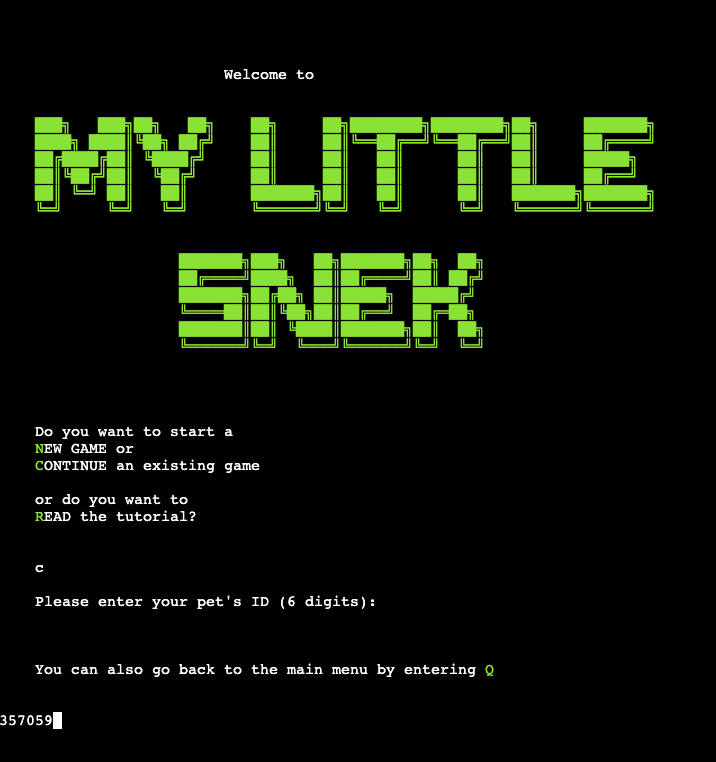 Welcome to
MY LITTLE
SNEK
Do you want to start a
NEW GAME or
CONTINUE an existing game
or do you want to
READ the tutorial?
c
Please enter your pet's ID (6 digits):
You can also go back to the main menu by entering Q
357059